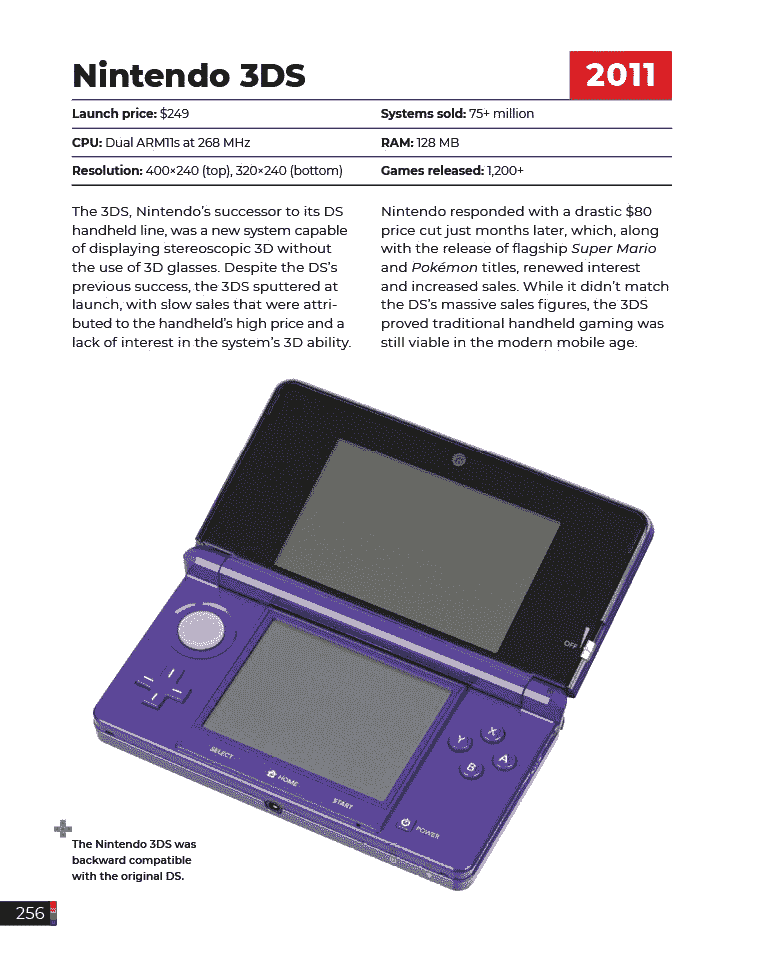 Nintendo 3DS
2011
Launch price: $249
Systems sold: 75+ million
CPU: Dual ARM11s at 268 MHz
RAM: 128 MB
Resolution: 400×240 (top), 320×240 (bottom)
Games released: 1,200+
The 3DS, Nintendo's successor to its DS
handheld line, was a new system capable
of displaying stereoscopic 3D without
the use of 3D glasses. Despite the DS's
previous success, the 3DS sputtered at
launch, with slow sales that were attri-
buted to the handheld's high price and a
lack of interest in the system's 3D ability.
Nintendo responded with a drastic $80
price cut just months later, which, along
with the release of flagship Super Mario
and Pokémon titles, renewed interest
and increased sales. While it didn't match
the DS's massive sales figures, the 3DS
proved traditional handheld gaming was
still viable in the modern mobile age.
OFF
Y
X
B
A
SELECT
HOME
START
POWER
The Nintendo 3DS was
backward compatible
with the original DS.
256